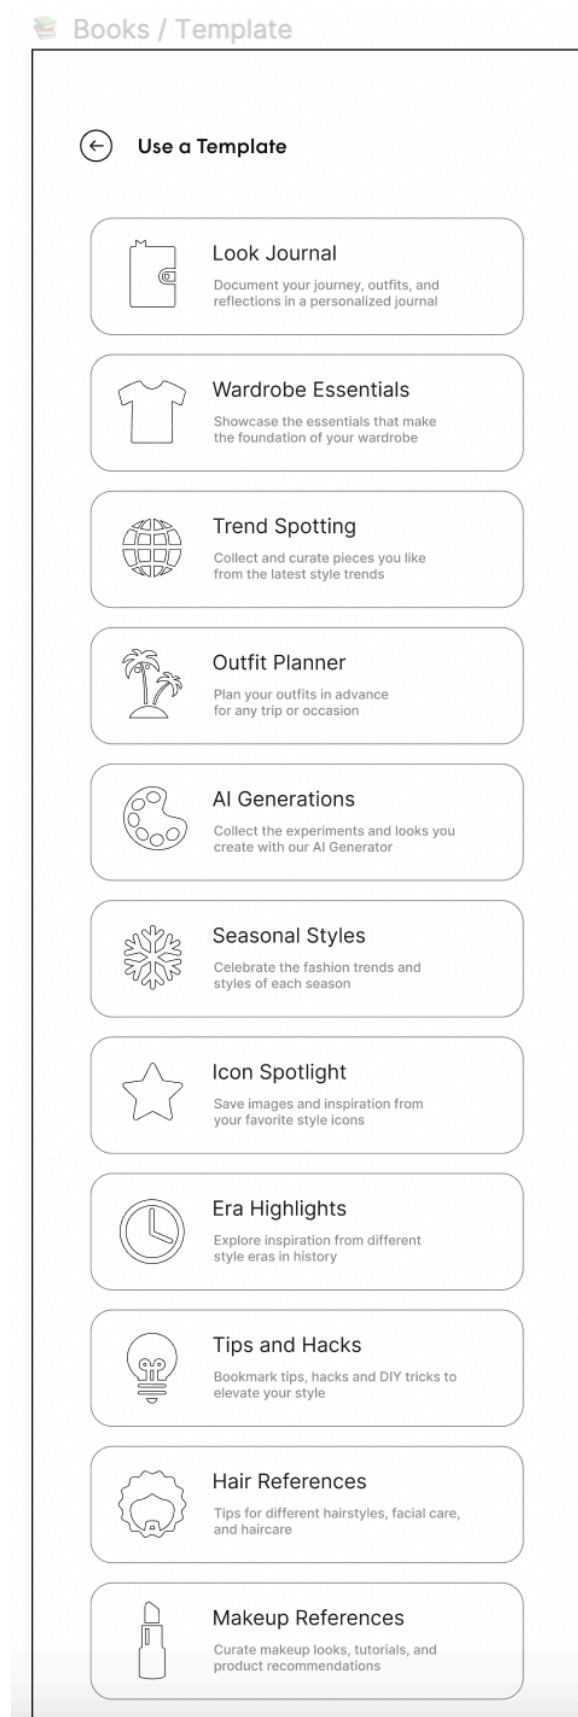 Books / Template
Use a Template
Look Journal
Document your journey, outfits, and
reflections in a personalized journal
Wardrobe Essentials
Showcase the essentials that make
the foundation of your wardrobe
Trend Spotting
Collect and curate pieces you like
from the latest style trends
Outfit Planner
Plan your outfits in advance
for any trip or occasion
AI Generations
Collect the experiments and looks you
create with our AI Generator
Seasonal Styles
Celebrate the fashion trends and
styles of each season
Icon Spotlight
Save images and inspiration from
your favorite style icons
Era Highlights
Explore inspiration from different
style eras in history
Tips and Hacks
Bookmark tips, hacks and DIY tricks to
elevate your style
Hair References
Tips for different hairstyles, facial care,
and haircare
Makeup References
Curate makeup looks, tutorials, and
product recommendations